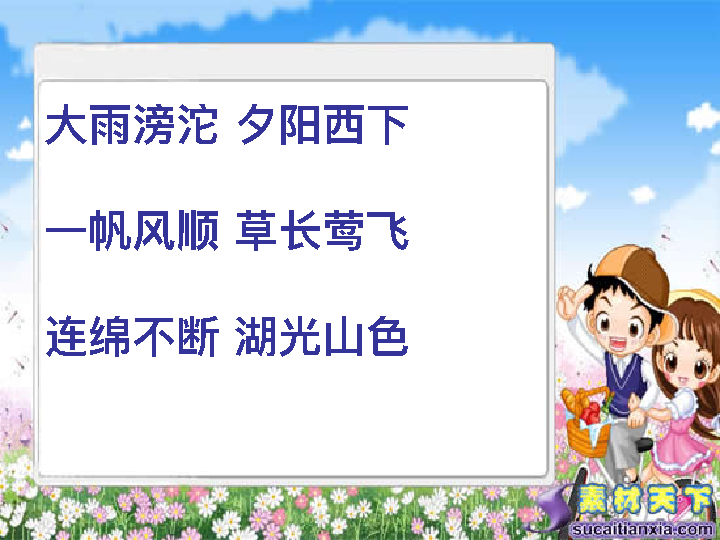 大雨滂沱 夕阳西下
一帆风顺 草长莺飞
连绵不断 湖光山色
素材天下
sucaitianxia.com